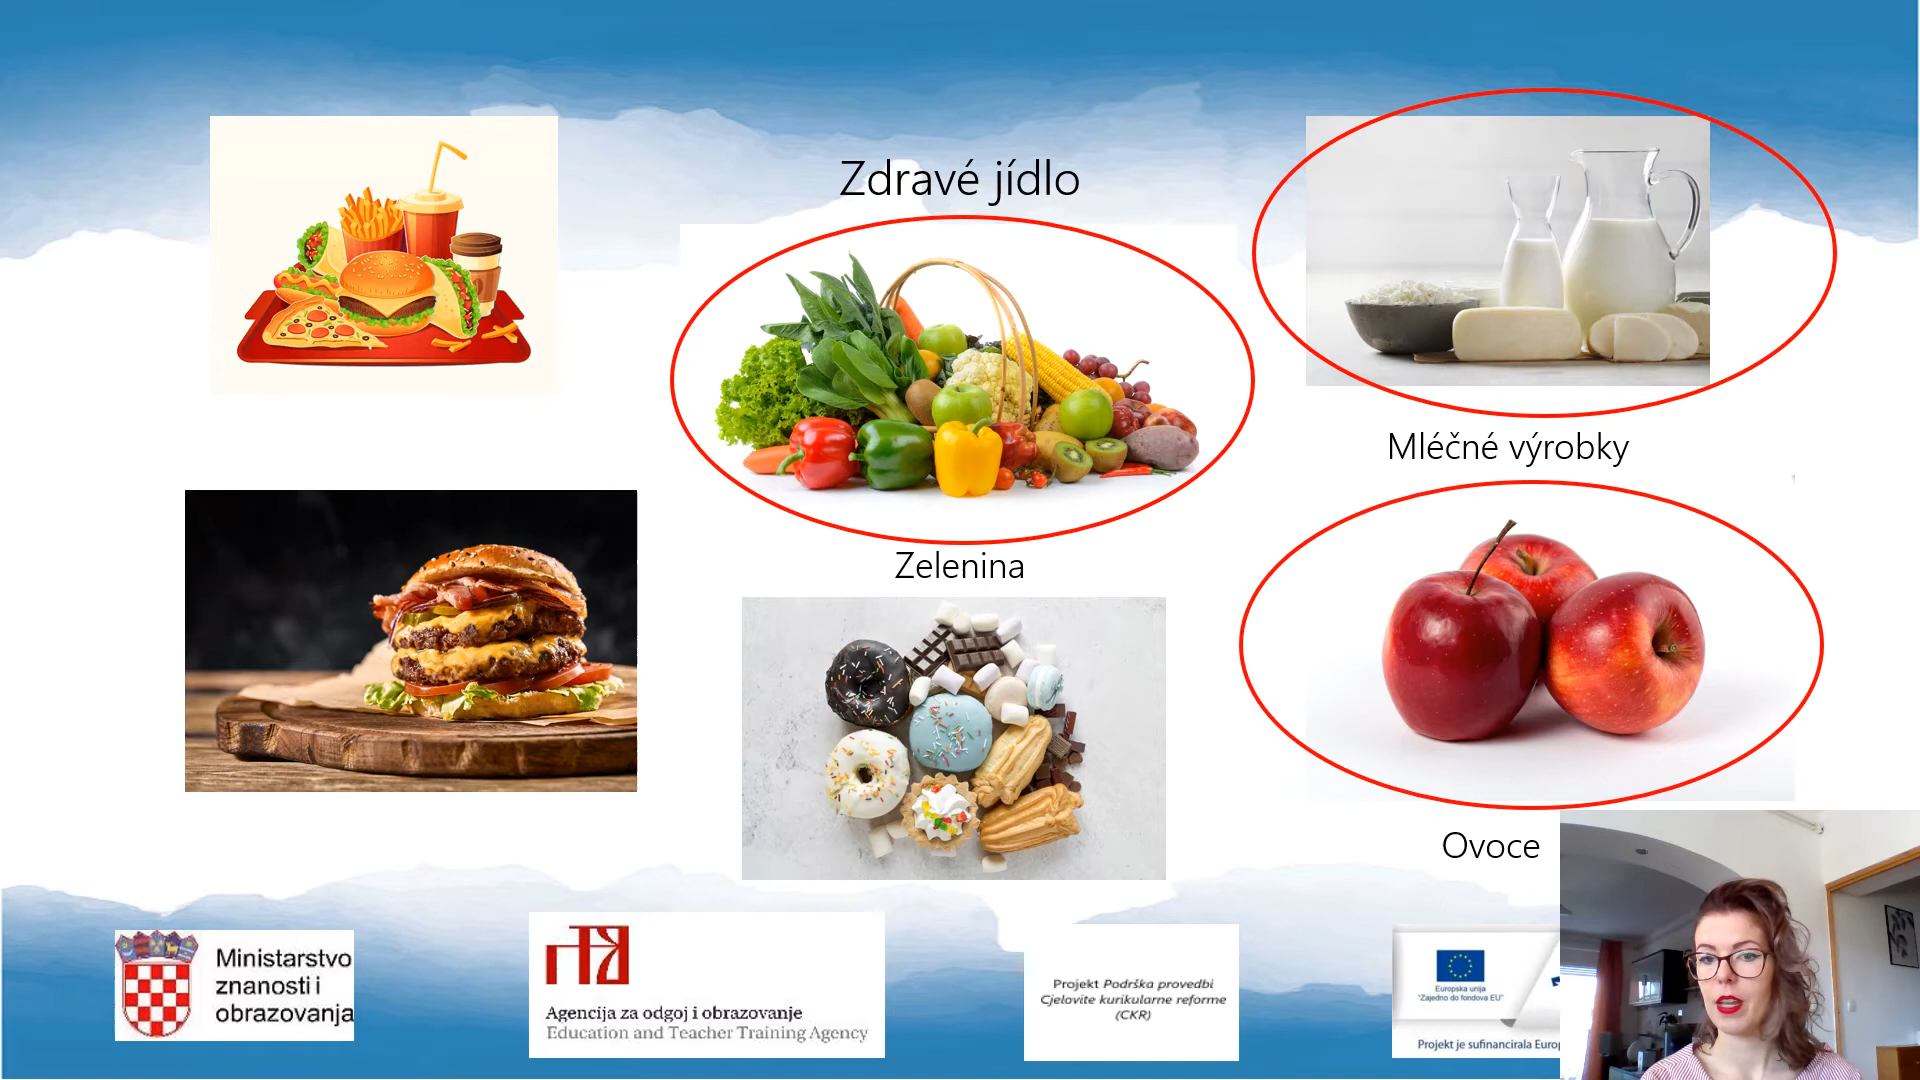 Zdravé jídlo
Mléčné výrobky
Zelenina
Ovoce
Ministarstvo
znanosti i
obrazovanja
Agencija za odgoj i obrazovanje
Education and Teacher Training Agency
Projekt Podrška provedbi
Cjelovite kurikularne reforme
(CKR)
Europska unija
"Zajedno do fondova EU"
Projekt je sufinancirala